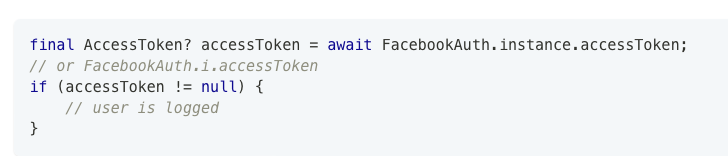 final AccessToken? accessToken = await FacebookAuth.instance.accessToken;
// or FacebookAuth.i.accessToken
if (accessToken != null) {
    // user is logged
}